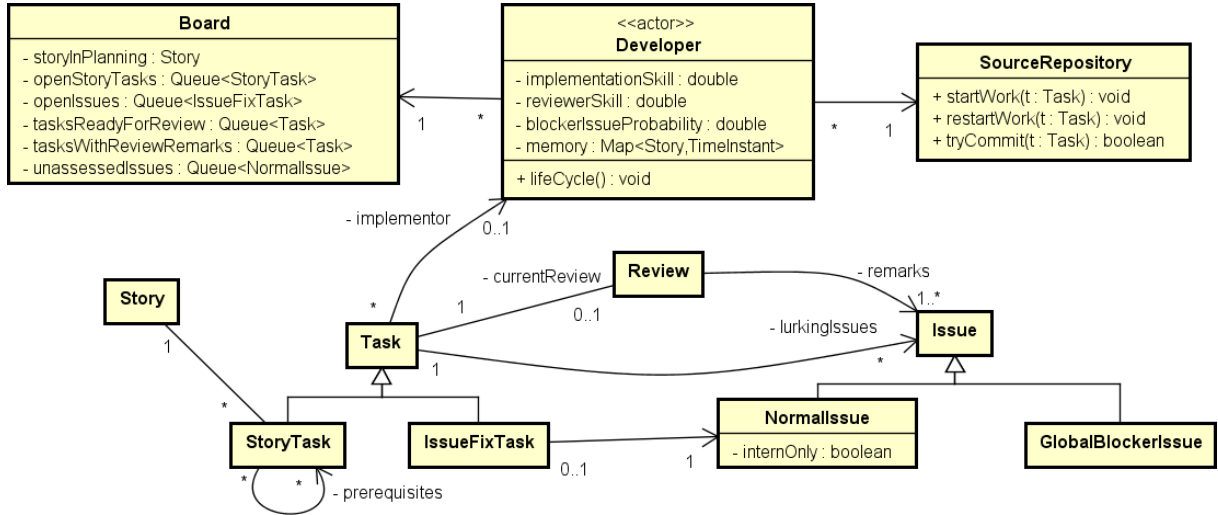 Board
- storyInPlanning : Story
- openStoryTasks : Queue<StoryTask>
- openIssues : Queue<IssueFixTask>
- tasksReadyForReview : Queue<Task>
- tasksWithReviewRemarks : Queue<Task>
- unassessedIssues : Queue<NormalIssue>
1
*
<<actor>>
Developer
- implementationSkill : double
- reviewerSkill : double
- blockerIssueProbability : double
- memory : Map<Story,TimeInstant>
+ lifeCycle() : void
*
1
SourceRepository
+ startWork(t : Task) : void
+ restartWork(t : Task) : void
+ tryCommit(t : Task) : boolean
- implementor
0..1
*
- currentReview
1
0..1
Review
- remarks
1..*
Story
1
*
Task
1
- lurkingIssues
*
Issue
StoryTask
*
*
- prerequisites
IssueFixTask
0..1
1
NormalIssue
- internOnly : boolean
GlobalBlockerIssue